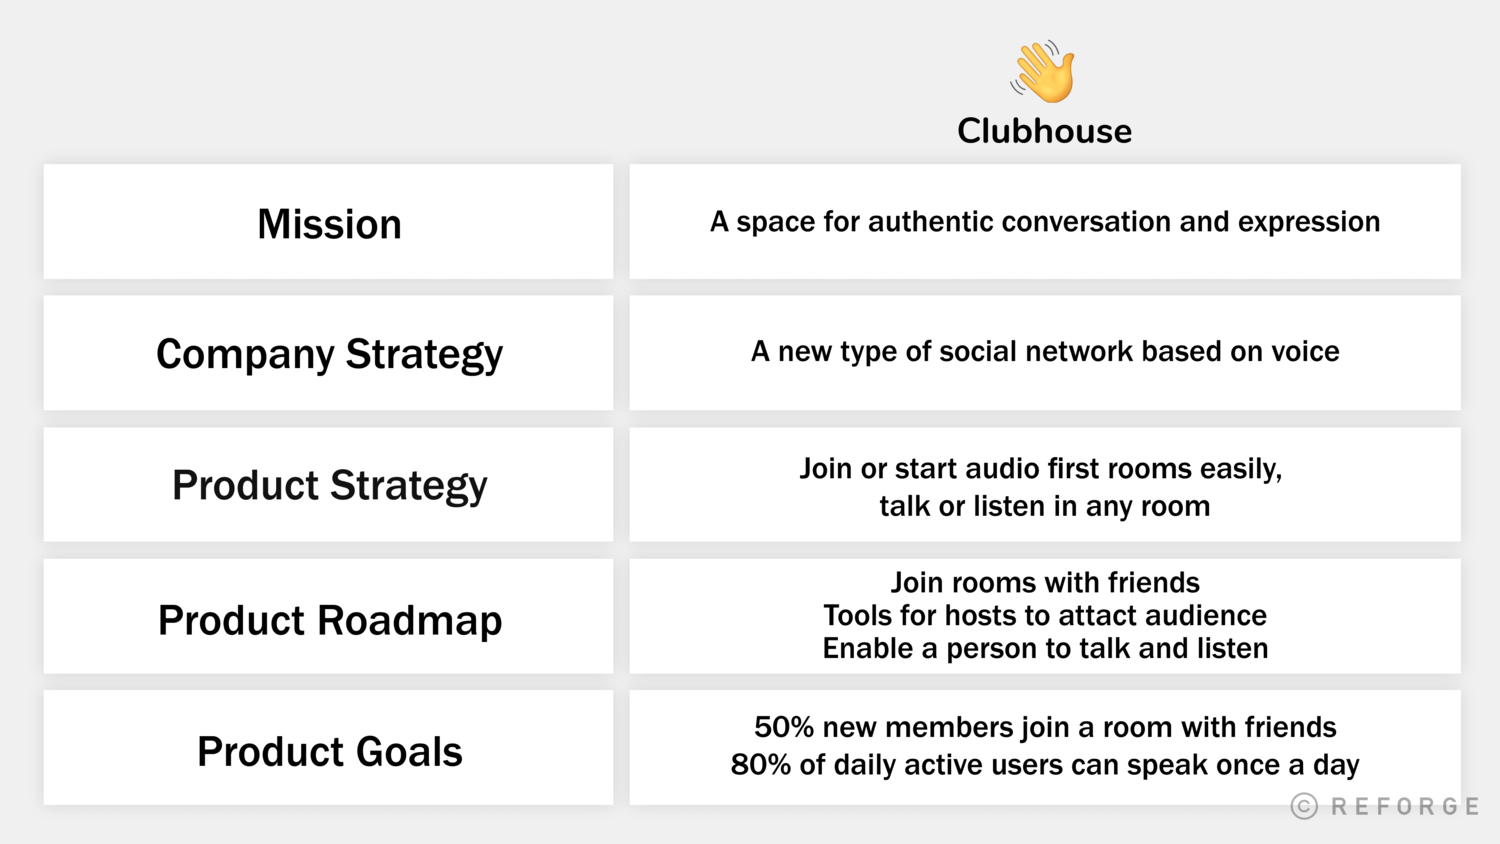 Clubhouse
Mission
A space for authentic conversation and expression
Company Strategy
A new type of social network based on voice
Product Strategy
Join or start audio first rooms easily,
talk or listen in any room
Product Roadmap
Join rooms with friends
Tools for hosts to attact audience
Enable a person to talk and listen
Product Goals
50% new members join a room with friends
80% of daily active users can speak once a day
© REFORGE